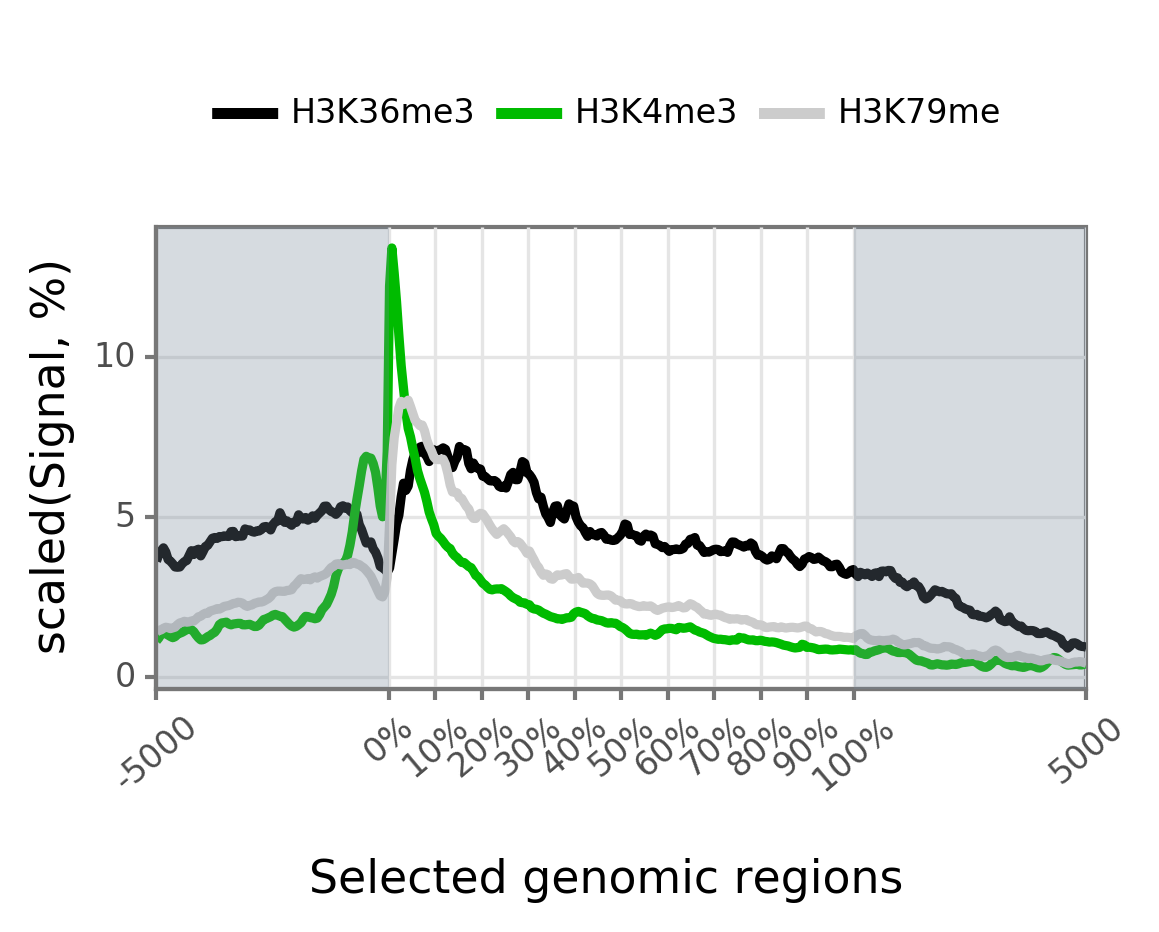 H3K36me3 H3K4me3 H3K79me
scaled(Signal, %)
10
5
0
-5000 0% 10% 20% 30% 40% 50% 60% 70% 80% 90% 100% 5000
Selected genomic regions